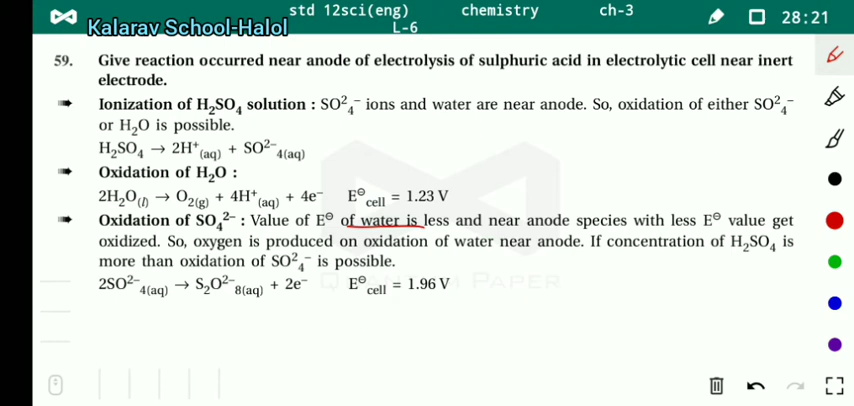 std 12sci(eng) chemistry ch-3 28:21
Kalarav School-Halol L-6
59. Give reaction occurred near anode of electrolysis of sulphuric acid in electrolytic cell near inert
electrode.
➠ Ionization of H₂SO₄ solution : SO²₄⁻ ions and water are near anode. So, oxidation of either SO²₄⁻
or H₂O is possible.
H₂SO₄ → 2H⁺(aq) + SO²⁻4(aq)
➠ Oxidation of H₂O :
2H₂O(l) → O₂(g) + 4H⁺(aq) + 4e⁻ E⊖cell = 1.23 V
➠ Oxidation of SO₄²⁻ : Value of E⊖ of water is less and near anode species with less E⊖ value get
oxidized. So, oxygen is produced on oxidation of water near anode. If concentration of H₂SO₄ is
more than oxidation of SO²₄⁻ is possible.
2SO²⁻4(aq) → S₂O²⁻8(aq) + 2e⁻ E⊖cell = 1.96 V
QUANTUM PAPER